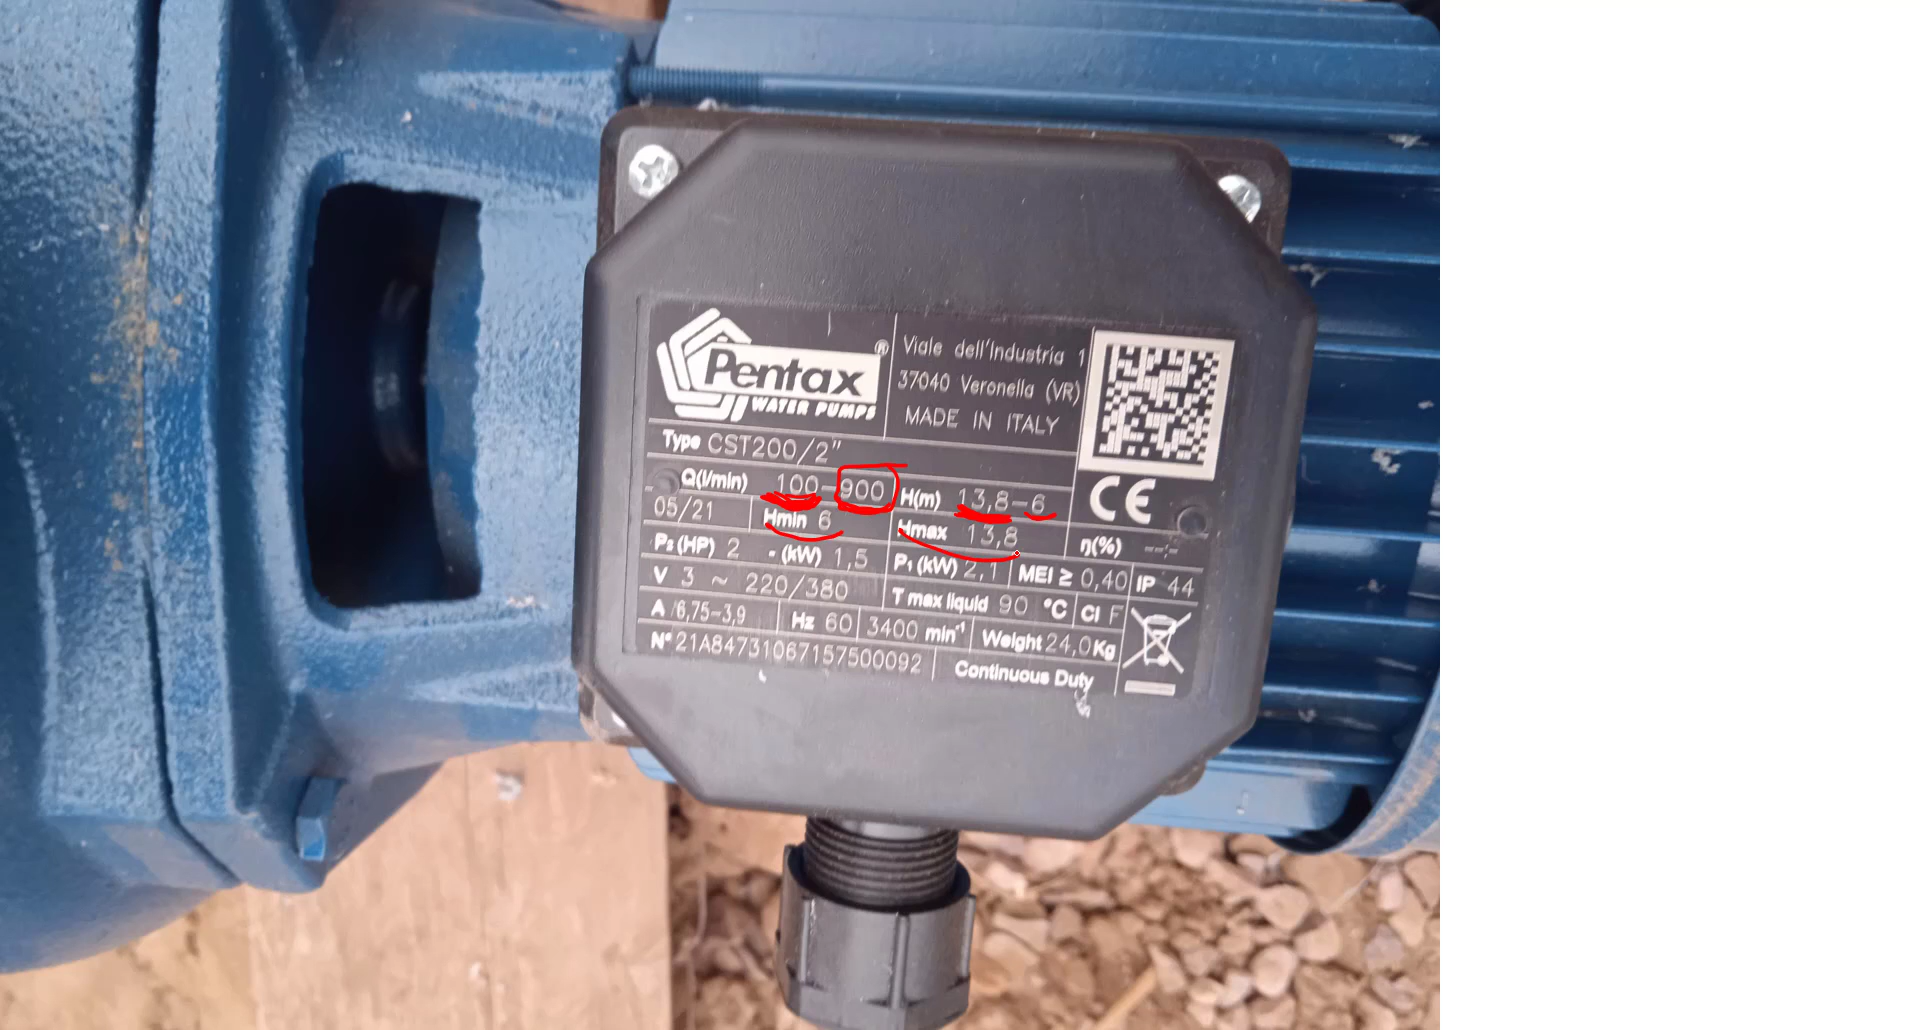 Pentax®
WATER PUMPS
Viale dell'Industria 1
37040 Veronella (VR)
MADE IN ITALY
Type CST200/2"
Q(l/min) 100-900 H(m) 13,8-6
CE
05/21 Hmin 6 Hmax 13,8 η(%) --,-
P₂(HP) 2 - (kW) 1,5 P₁(kW) 2,1 MEI ≥ 0,40 IP 44
V 3 ~ 220/380 T max liquid 90 °C Cl F
A /6,75-3,9 Hz 60 3400 min⁻¹ Weight 24,0Kg
N° 21A84731067157500092 Continuous Duty